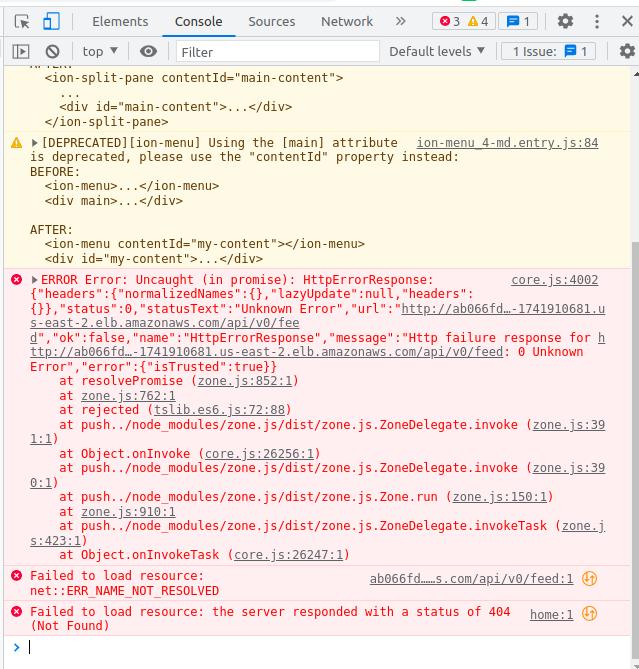 Elements Console Sources Network » 3 4 1
top Filter Default levels 1 Issue: 1
AFTER:
<ion-split-pane contentId="main-content">
...
<div id="main-content">...</div>
</ion-split-pane>
[DEPRECATED][ion-menu] Using the [main] attribute ion-menu_4-md.entry.js:84
is deprecated, please use the "contentId" property instead:
BEFORE:
<ion-menu>...</ion-menu>
<div main>...</div>
AFTER:
<ion-menu contentId="my-content"></ion-menu>
<div id="my-content">...</div>
ERROR Error: Uncaught (in promise): HttpErrorResponse: core.js:4002
{"headers":{"normalizedNames":{},"lazyUpdate":null,"headers":
{}},"status":0,"statusText":"Unknown Error","url":"http://ab066fd…-1741910681.u
s-east-2.elb.amazonaws.com/api/v0/fee
d","ok":false,"name":"HttpErrorResponse","message":"Http failure response for h
ttp://ab066fd…-1741910681.us-east-2.elb.amazonaws.com/api/v0/feed: 0 Unknown
Error","error":{"isTrusted":true}}
at resolvePromise (zone.js:852:1)
at zone.js:762:1
at rejected (tslib.es6.js:72:88)
at push../node_modules/zone.js/dist/zone.js.ZoneDelegate.invoke (zone.js:39
1:1)
at Object.onInvoke (core.js:26256:1)
at push../node_modules/zone.js/dist/zone.js.ZoneDelegate.invoke (zone.js:39
0:1)
at push../node_modules/zone.js/dist/zone.js.Zone.run (zone.js:150:1)
at zone.js:910:1
at push../node_modules/zone.js/dist/zone.js.ZoneDelegate.invokeTask (zone.j
s:423:1)
at Object.onInvokeTask (core.js:26247:1)
Failed to load resource: ab066fd……s.com/api/v0/feed:1
net::ERR_NAME_NOT_RESOLVED
Failed to load resource: the server responded with a status of 404 home:1
(Not Found)